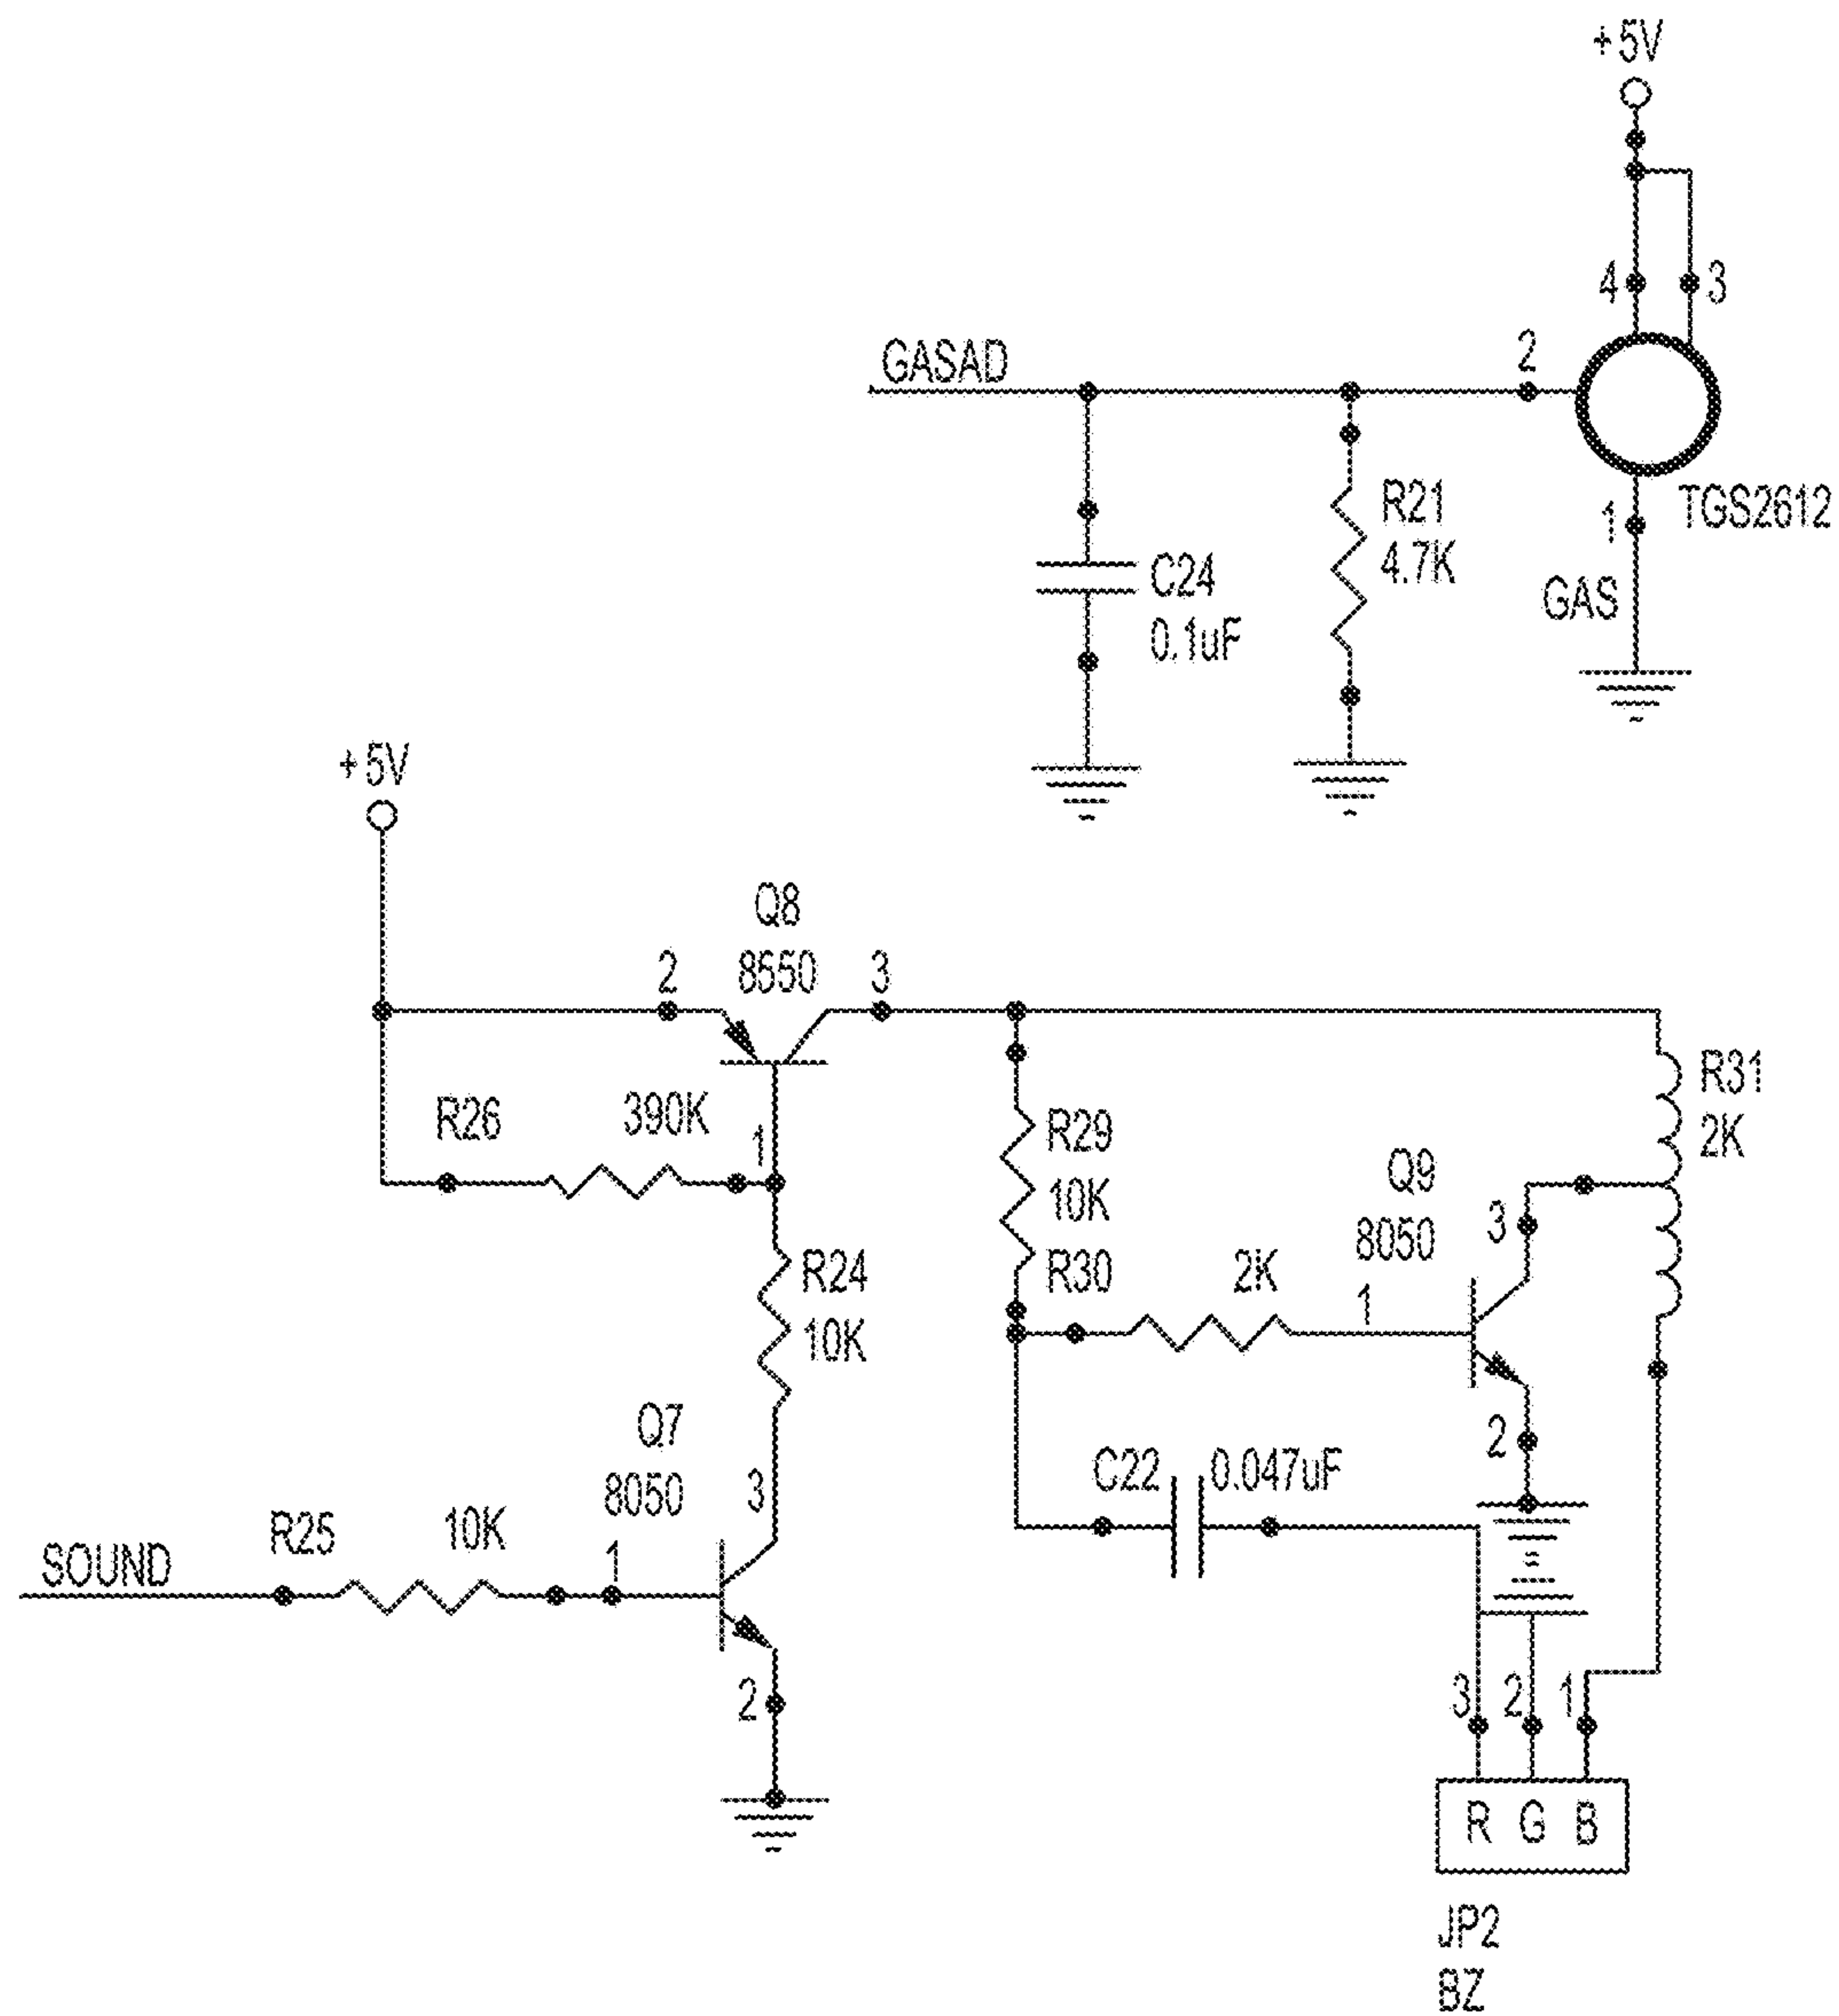 +5V
4
3
2
GASAD
TGS2612
1
R21
4.7K
C24
0.1uF
GAS
+5V
Q8
8550
2
3
R26
390K
1
R29
10K
R30
2K
R31
2K
Q9
8050
3
1
2
R24
10K
Q7
8050
3
C22
0.047uF
SOUND
R25
10K
1
2
3
2
1
R G B
JP2
BZ